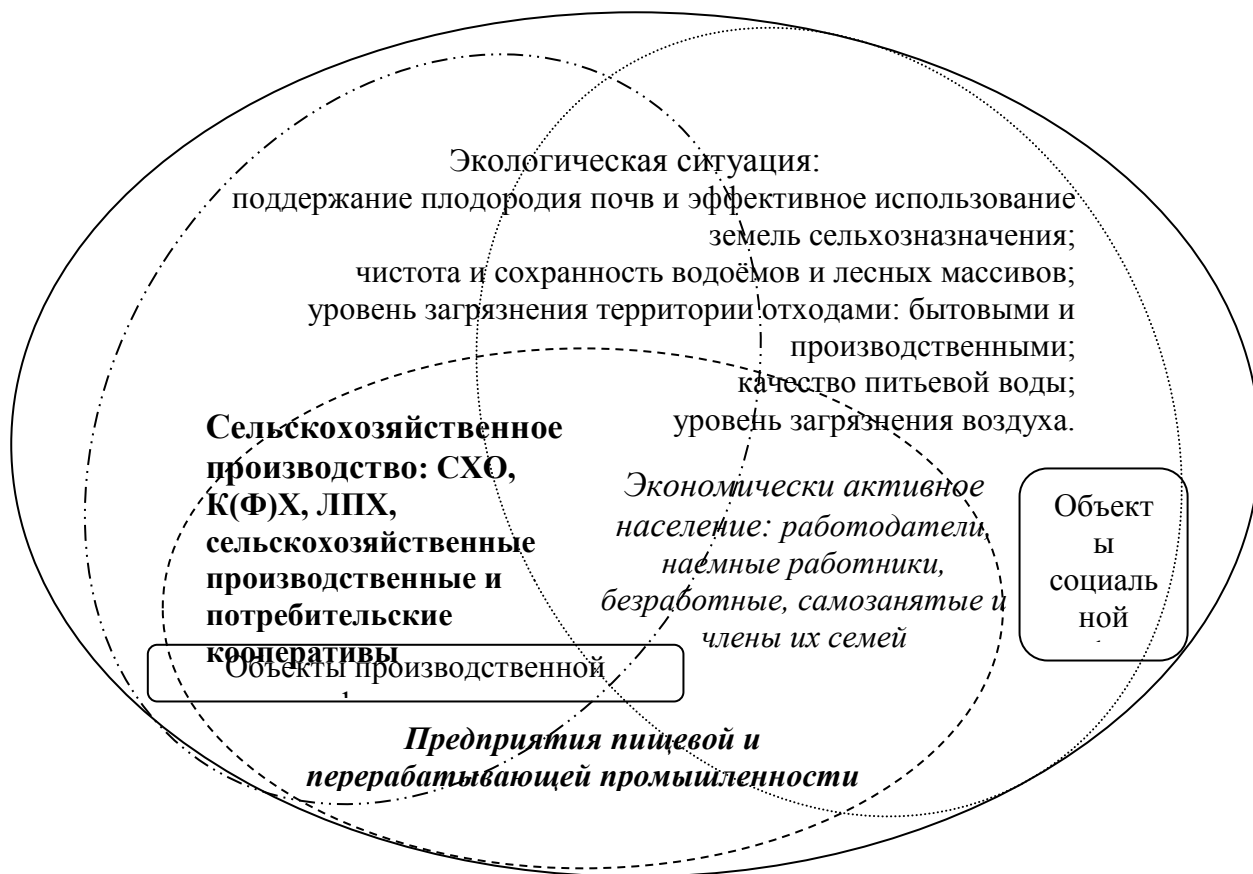 Экологическая ситуация:
поддержание плодородия почв и эффективное использование
земель сельхозназначения;
чистота и сохранность водоёмов и лесных массивов;
уровень загрязнения территории отходами: бытовыми и
производственными;
качество питьевой воды;
уровень загрязнения воздуха.
Сельскохозяйственное
производство: СХО,
К(Ф)Х, ЛПХ,
сельскохозяйственные
производственные и
потребительские
кооперативы
Экономически активное
население: работодатели,
наемные работники,
безработные, самозанятые и
члены их семей
Объект
ы
социаль
ной
Объекты производственной
Предприятия пищевой и
перерабатывающей промышленности